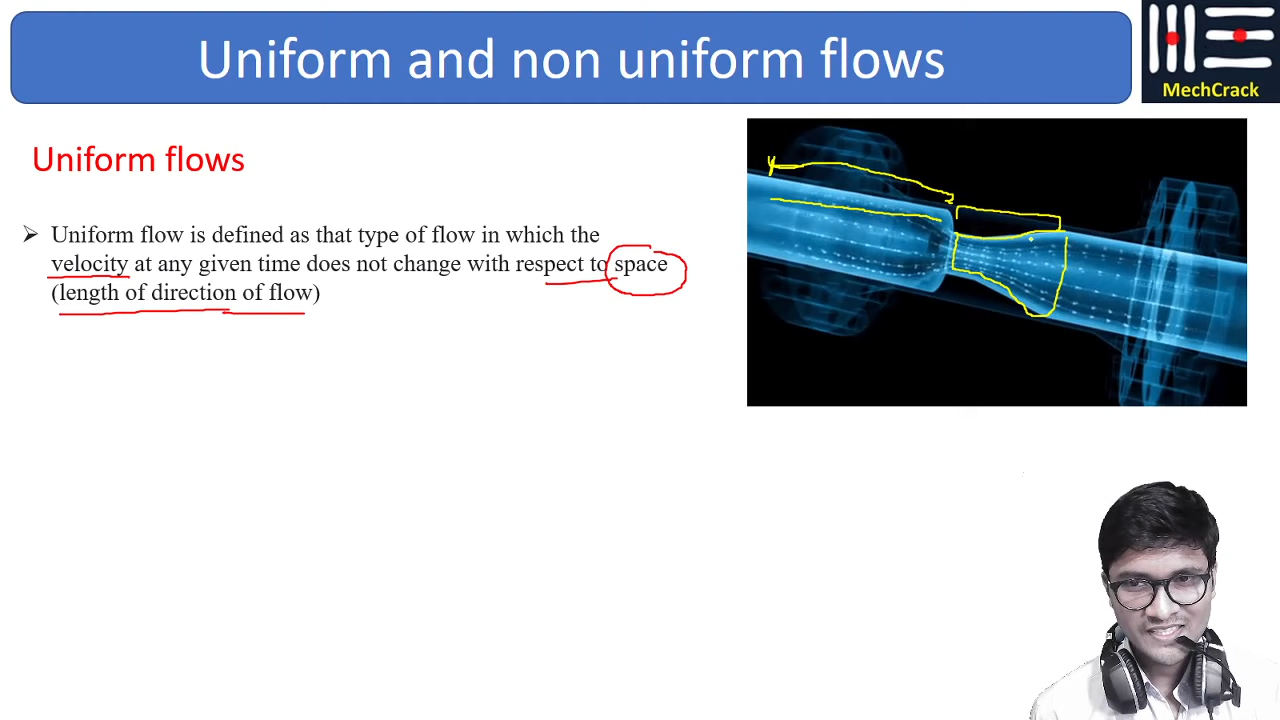 Uniform and non uniform flows
MechCrack
Uniform flows
➢ Uniform flow is defined as that type of flow in which the
velocity at any given time does not change with respect to space
(length of direction of flow)